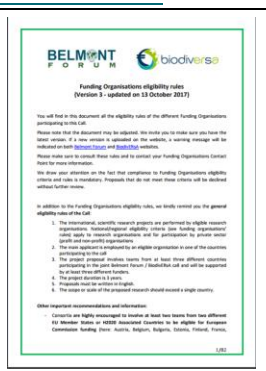 BELMONT
FORUM
biodiversa
Funding Organisations eligibility rules
(Version 3 - updated on 13 October 2017)
You will find in this document all the eligibility rules of the different Funding Organisations
participating to this Call.
Please note that the document may be adjusted. We invite you to make sure you have the
latest version. If a new version is uploaded on the website, a warning message will be
indicated on both Belmont Forum and BiodivERsA websites.
Please make sure to consult these rules and to contact your Funding Organisations Contact
Point for more information.
We draw your attention on the fact that compliance to Funding Organisations eligibility
criteria and rules is mandatory. Proposals that do not meet those criteria will be declined
without further review.
In addition to the Funding Organisations eligibility rules, we kindly remind you the general
eligibility rules of the Call:
1. The international, scientific research projects are performed by eligible research
organisations. National/regional eligibility criteria (see funding organisations'
rules) apply to research organisations and for participation by private sector
(profit and non-profit) organisations
2. The main applicant is employed by an eligible organization in one of the countries
participating to the call
3. The project proposal involves teams from at least three different countries
participating in the joint Belmont Forum / BiodivERsA call and will be supported
by at least three different funders.
4. The project duration is 3 years.
5. Proposals must be written in English.
6. The scope or scale of the proposed research should exceed a single country.
Other important recommendations and information:
- Consortia are highly encouraged to involve at least two teams from two different
EU Member States or H2020 Associated Countries to be eligible for European
Commission funding (here: Austria, Belgium, Bulgaria, Estonia, Finland, France,